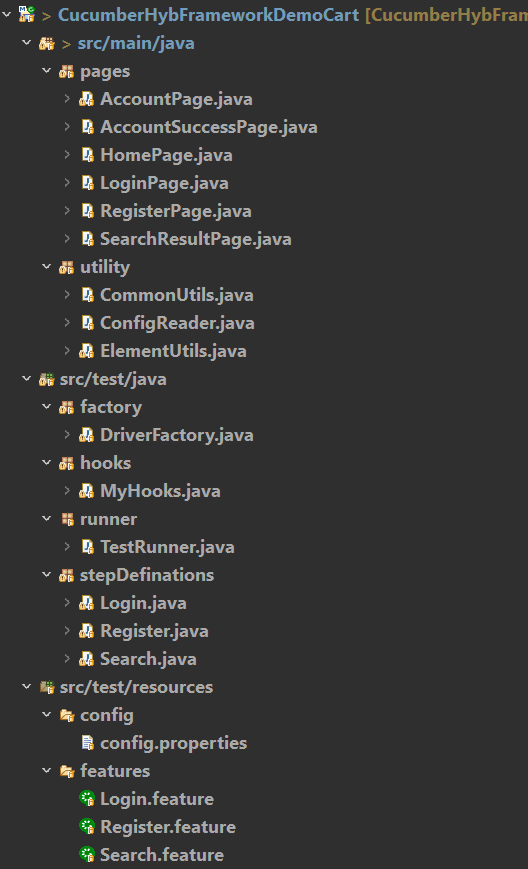 > CucumberHybFrameworkDemoCart [CucumberHybFram
> src/main/java
pages
AccountPage.java
AccountSuccessPage.java
HomePage.java
LoginPage.java
RegisterPage.java
SearchResultPage.java
utility
CommonUtils.java
ConfigReader.java
ElementUtils.java
src/test/java
factory
DriverFactory.java
hooks
MyHooks.java
runner
TestRunner.java
stepDefinations
Login.java
Register.java
Search.java
src/test/resources
config
config.properties
features
Login.feature
Register.feature
Search.feature